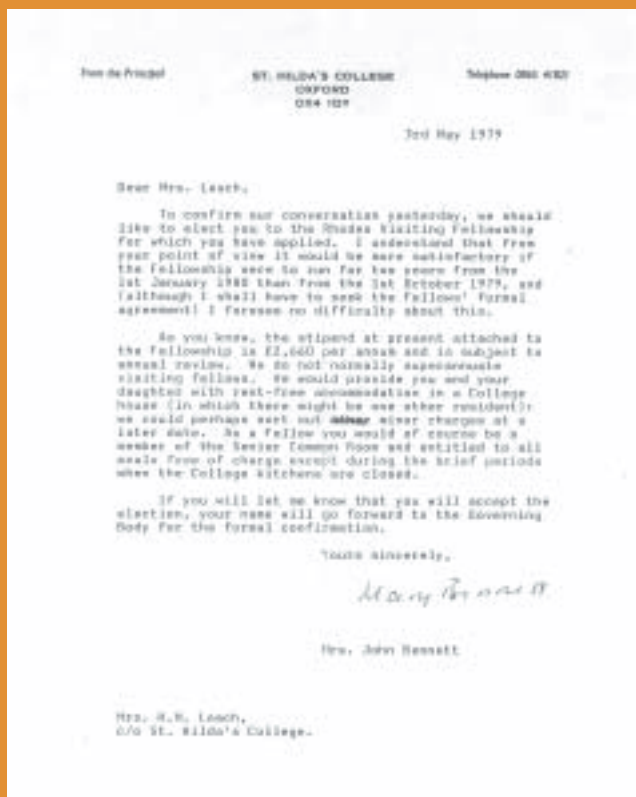 From the Principal
ST. HILDA'S COLLEGE
OXFORD
OX4 1DY
Telephone 0865 41821
3rd May 1979
Dear Mrs. Leach,
To confirm our conversation yesterday, we should
like to elect you to the Rhodes Visiting Fellowship
for which you have applied. I understand that from
your point of view it would be more satisfactory if
the Fellowship were to run for two years from the
1st January 1980 than from the 1st October 1979, and
(although I shall have to seek the Fellows' formal
agreement) I foresee no difficulty about this.
As you know, the stipend at present attached to
the Fellowship is £2,660 per annum and is subject to
annual review. We do not normally superannuate
visiting fellows. We would provide you and your
daughter with rent-free accommodation in a College
house (in which there might be one other resident):
we could perhaps sort out minor charges at a
later date. As a Fellow you would of course be a
member of the Senior Common Room and entitled to all
meals free of charge except during the brief periods
when the College kitchens are closed.
If you will let me know that you will accept the
election, your name will go forward to the Governing
Body for the formal confirmation.
Yours sincerely,
Mary Bennett
Mrs. John Bennett
Mrs. H.M. Leach,
c/o St. Hilda's College.